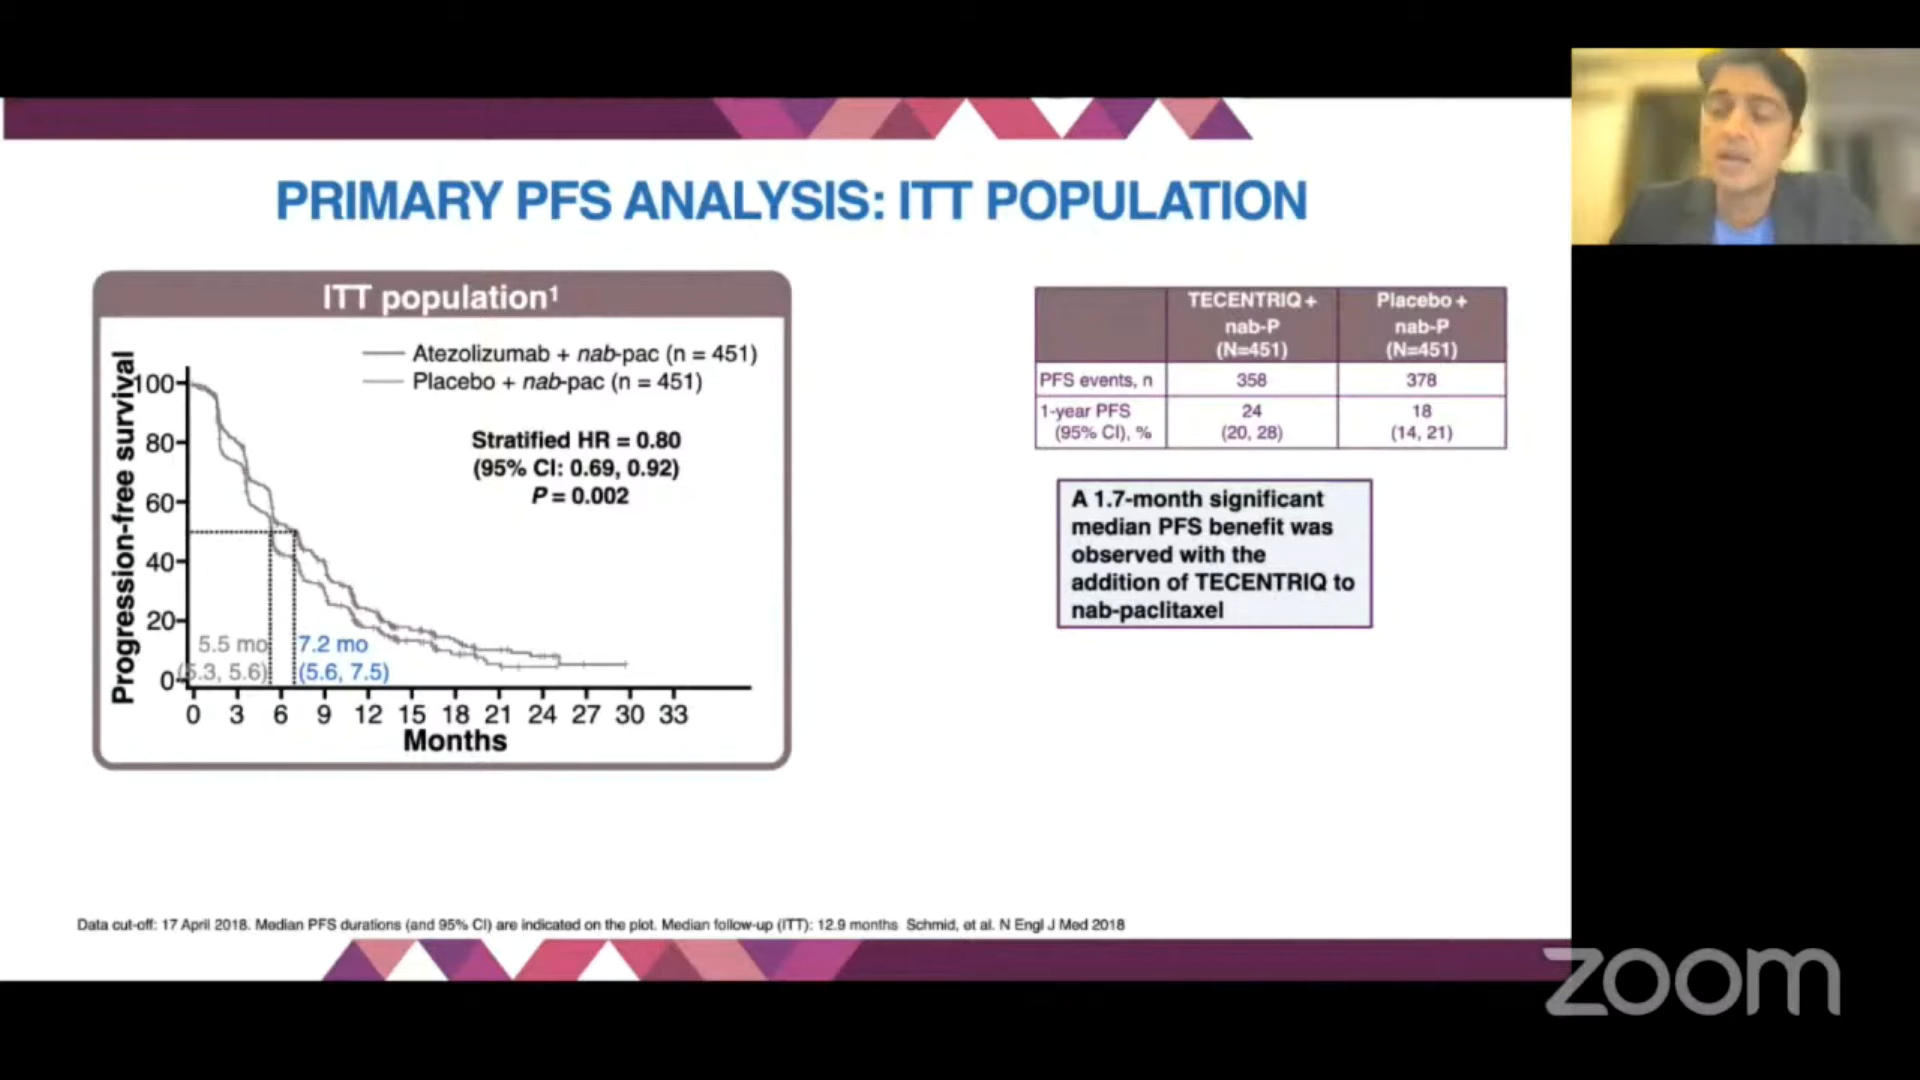 PRIMARY PFS ANALYSIS: ITT POPULATION
ITT population¹
Atezolizumab + nab-pac (n = 451)
Placebo + nab-pac (n = 451)
Stratified HR = 0.80
(95% CI: 0.69, 0.92)
P = 0.002
Progression-free survival
100
80
60
40
20
0
5.5 mo
(5.3, 5.6)
7.2 mo
(5.6, 7.5)
0 3 6 9 12 15 18 21 24 27 30 33
Months
TECENTRIQ + nab-P (N=451)
Placebo + nab-P (N=451)
PFS events, n 358 378
1-year PFS (95% CI), % 24 (20, 28) 18 (14, 21)
A 1.7-month significant
median PFS benefit was
observed with the
addition of TECENTRIQ to
nab-paclitaxel
Data cut-off: 17 April 2018. Median PFS durations (and 95% CI) are indicated on the plot. Median follow-up (ITT): 12.9 months Schmid, et al. N Engl J Med 2018
zoom